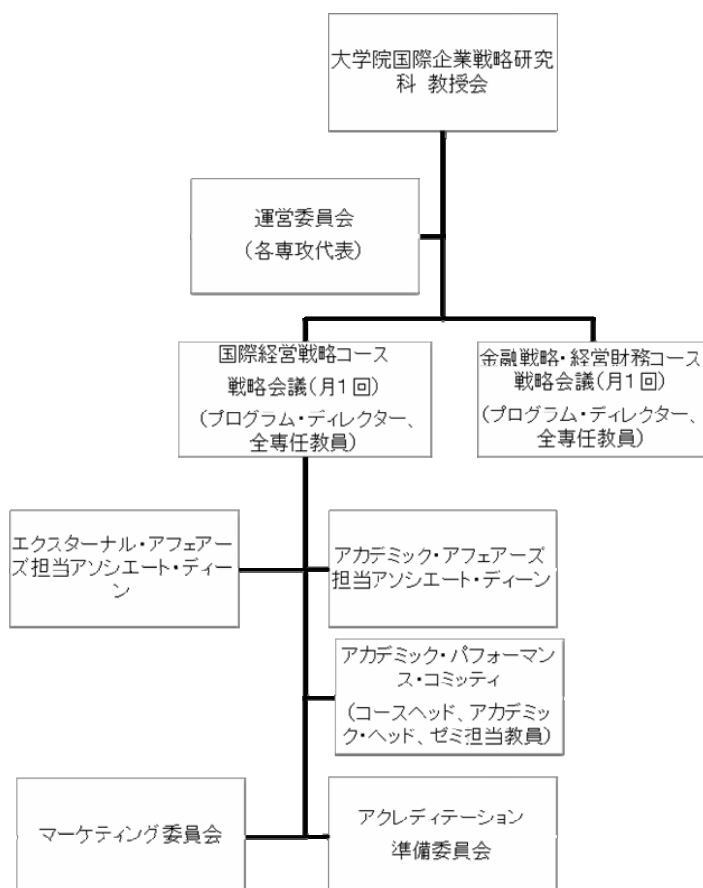 大学院国際企業戦略研究
科 教授会
運営委員会
(各専攻代表)
国際経営戦略コース
戦略会議(月1回)
(プログラム・ディレクター、
全専任教員)
金融戦略・経営財務コース
戦略会議(月1回)
(プログラム・ディレクター、
全専任教員)
エクスターナル・アフェアー
ズ担当アソシエート・ディー
ン
アカデミック・アフェアーズ
担当アソシエート・ディーン
アカデミック・パフォーマン
ス・コミッティ
(コースヘッド、アカデミッ
ク・ヘッド、ゼミ担当教員)
マーケティング委員会
アクレディテーション
準備委員会